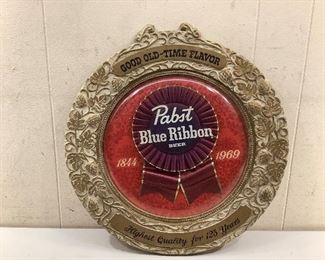 GOOD OLD-TIME FLAVOR
Pabst
Blue Ribbon
BEER
1844 1969
Highest Quality for 125 Years